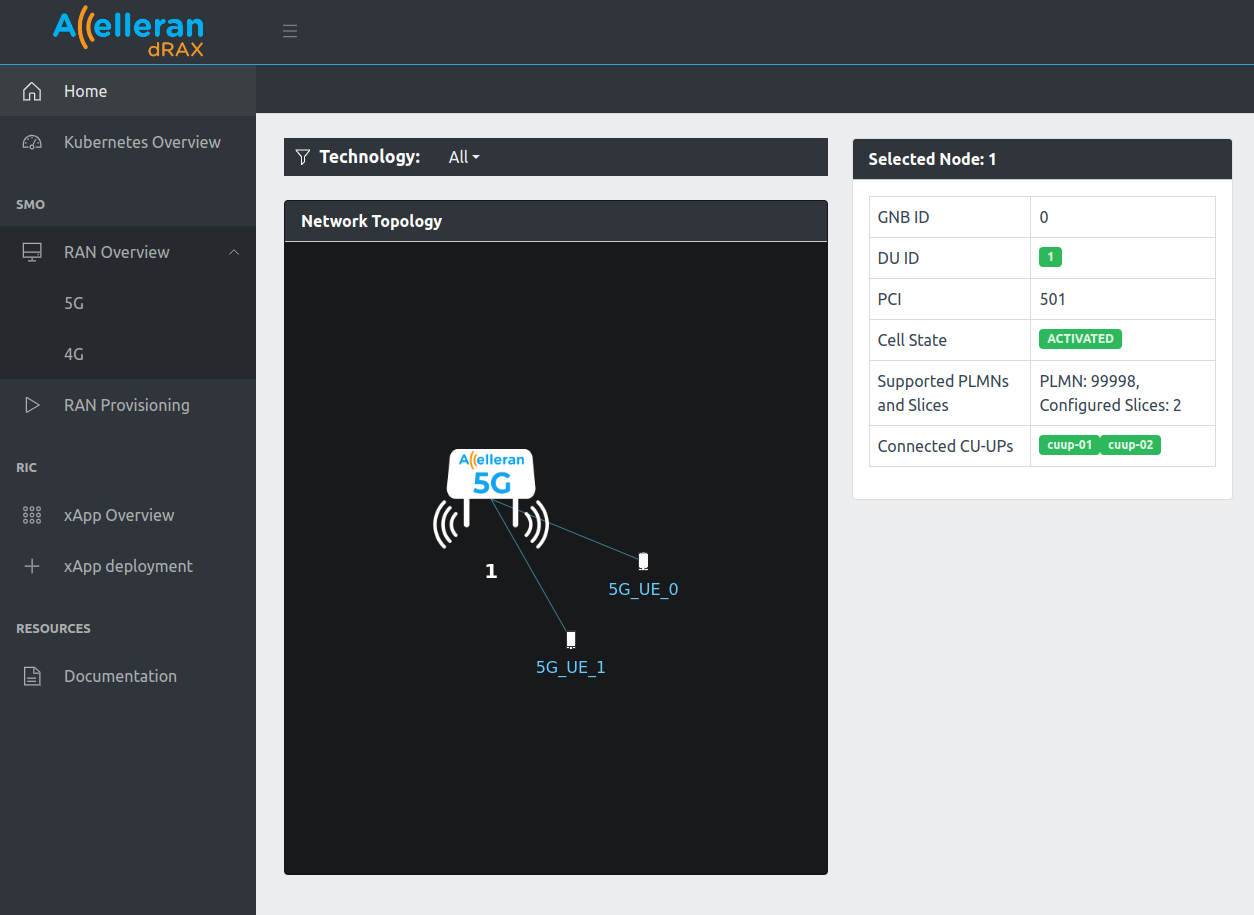 Accelleran
dRAX
Home
Kubernetes Overview
SMO
RAN Overview
5G
4G
RAN Provisioning
RIC
xApp Overview
xApp deployment
RESOURCES
Documentation
Technology: All
Network Topology
Accelleran
5G
1
5G_UE_0
5G_UE_1
Selected Node: 1
GNB ID 0
DU ID 1
PCI 501
Cell State ACTIVATED
Supported PLMNs and Slices PLMN: 99998,
Configured Slices: 2
Connected CU-UPs cuup-01 cuup-02